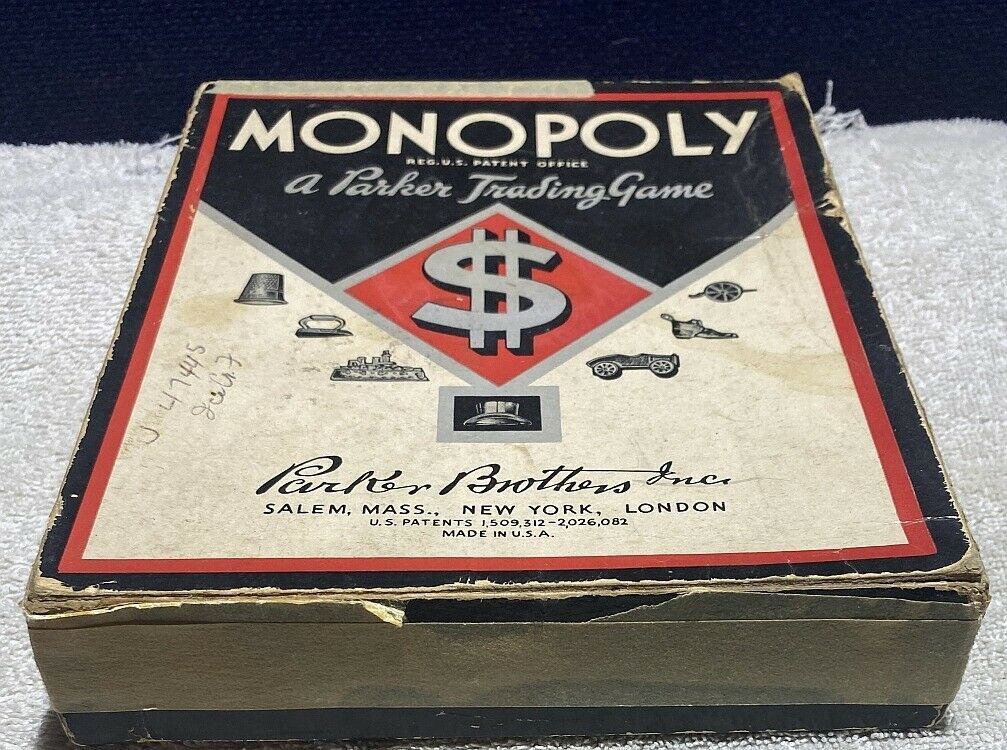 MONOPOLY
REG. U.S. PATENT OFFICE
A Parker Trading Game
$
47445
Parker Brothers Inc.
SALEM, MASS., NEW YORK, LONDON
U.S. PATENTS 1,509,312-2,026,082
MADE IN U.S.A.